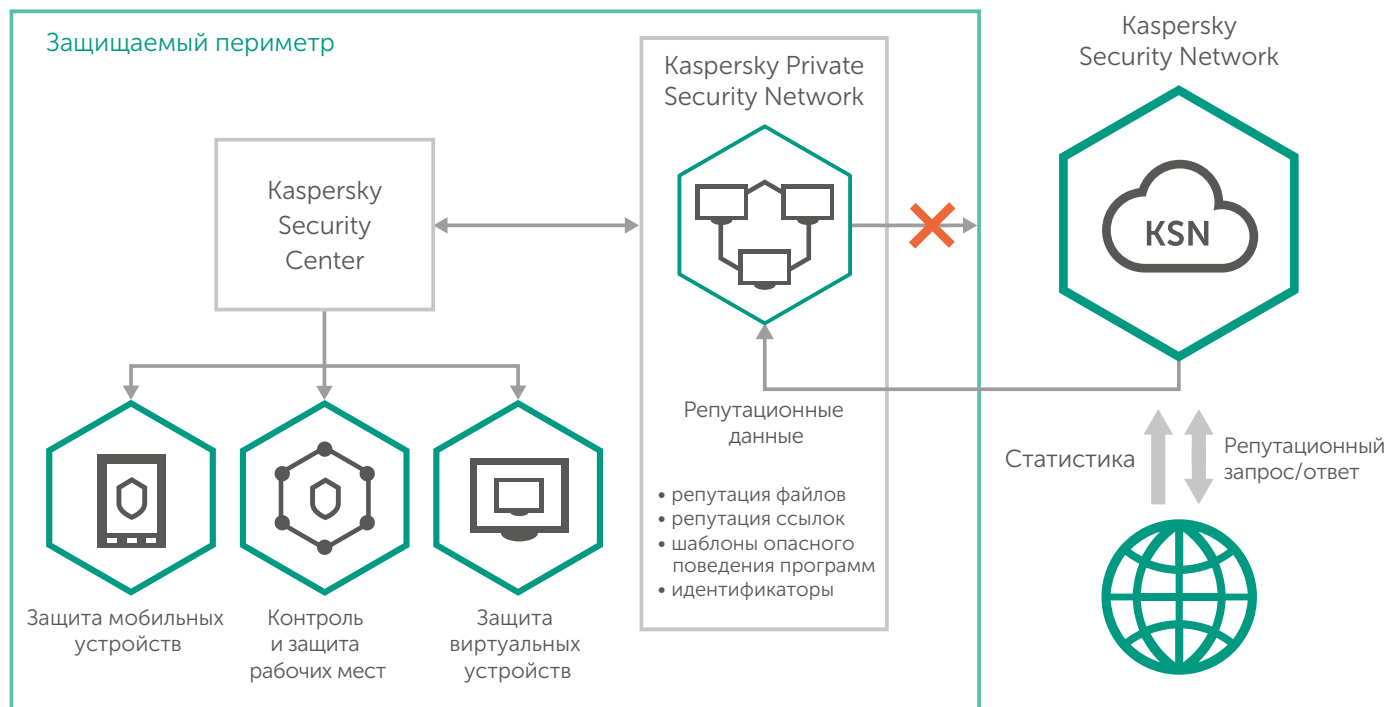 Защищаемый периметр
Kaspersky Private
Security Network
Kaspersky
Security Network
Kaspersky
Security
Center
KSN
Репутационные
данные
• репутация файлов
• репутация ссылок
• шаблоны опасного
поведения программ
• идентификаторы
Статистика
Репутационный
запрос/ответ
Защита мобильных
устройств
Контроль
и защита
рабочих мест
Защита
виртуальных
устройств